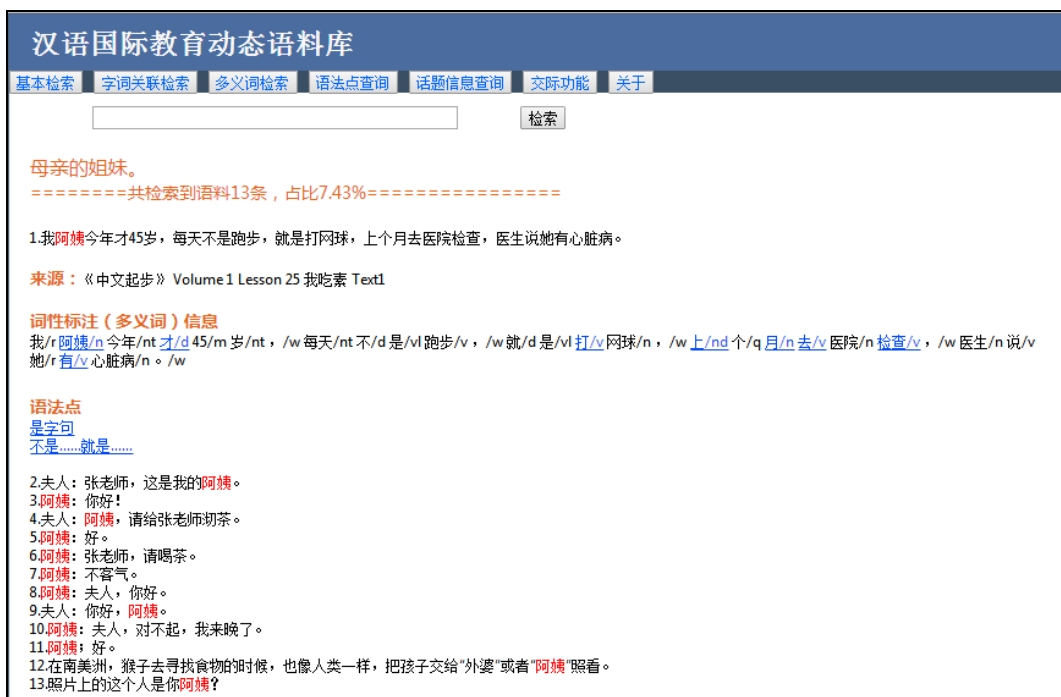 汉语国际教育动态语料库
基本检索 字词关联检索 多义词检索 语法点查询 话题信息查询 交际功能 关于
检索
母亲的姐妹。
========共检索到语料13条，占比7.43%================
1.我阿姨今年才45岁，每天不是跑步，就是打网球，上个月去医院检查，医生说她有心脏病。
来源：《中文起步》Volume 1 Lesson 25 我吃素 Text1
词性标注（多义词）信息
我/r 阿姨/n 今年/nt 才/d 45/m 岁/nt ，/w 每天/nt 不/d 是/vl 跑步/v ，/w 就/d 是/vl 打/v 网球/n ，/w 上/nd 个/q 月/n 去/v 医院/n 检查/v ，/w 医生/n 说/v
她/r 有/v 心脏病/n 。/w
语法点
是字句
不是……就是……
2.夫人：张老师，这是我的阿姨。
3.阿姨：你好！
4.夫人：阿姨，请给张老师沏茶。
5.阿姨：好。
6.阿姨：张老师，请喝茶。
7.阿姨：不客气。
8.阿姨：夫人，你好。
9.夫人：你好，阿姨。
10.阿姨：夫人，对不起，我来晚了。
11.阿姨；好。
12.在南美洲，猴子去寻找食物的时候，也像人类一样，把孩子交给"外婆"或者"阿姨"照看。
13.照片上的这个人是你阿姨？